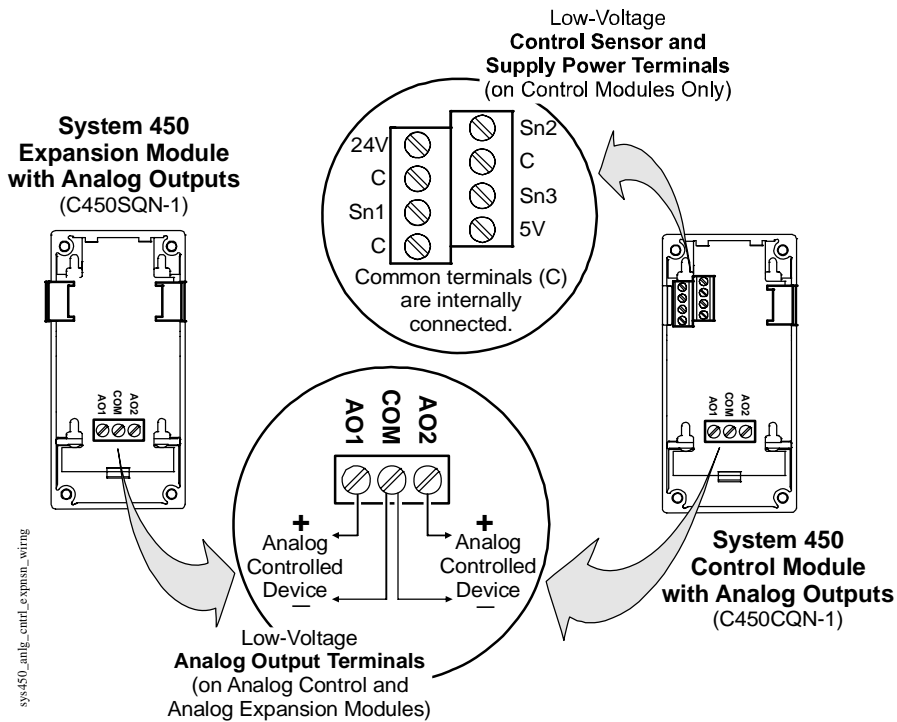 Low-Voltage
Control Sensor and
Supply Power Terminals
(on Control Modules Only)
System 450
Expansion Module
with Analog Outputs
(C450SQN-1)
24V
C
Sn1
C
Sn2
C
Sn3
5V
Common terminals (C)
are internally
connected.
AO1
COM
AO2
AO1
COM
AO2
AO1
COM
AO2
+
Analog
Controlled
Device
–
+
Analog
Controlled
Device
–
System 450
Control Module
with Analog Outputs
(C450CQN-1)
Low-Voltage
Analog Output Terminals
(on Analog Control and
Analog Expansion Modules)
sys450_anlg_cntrl_expnsn_wirng